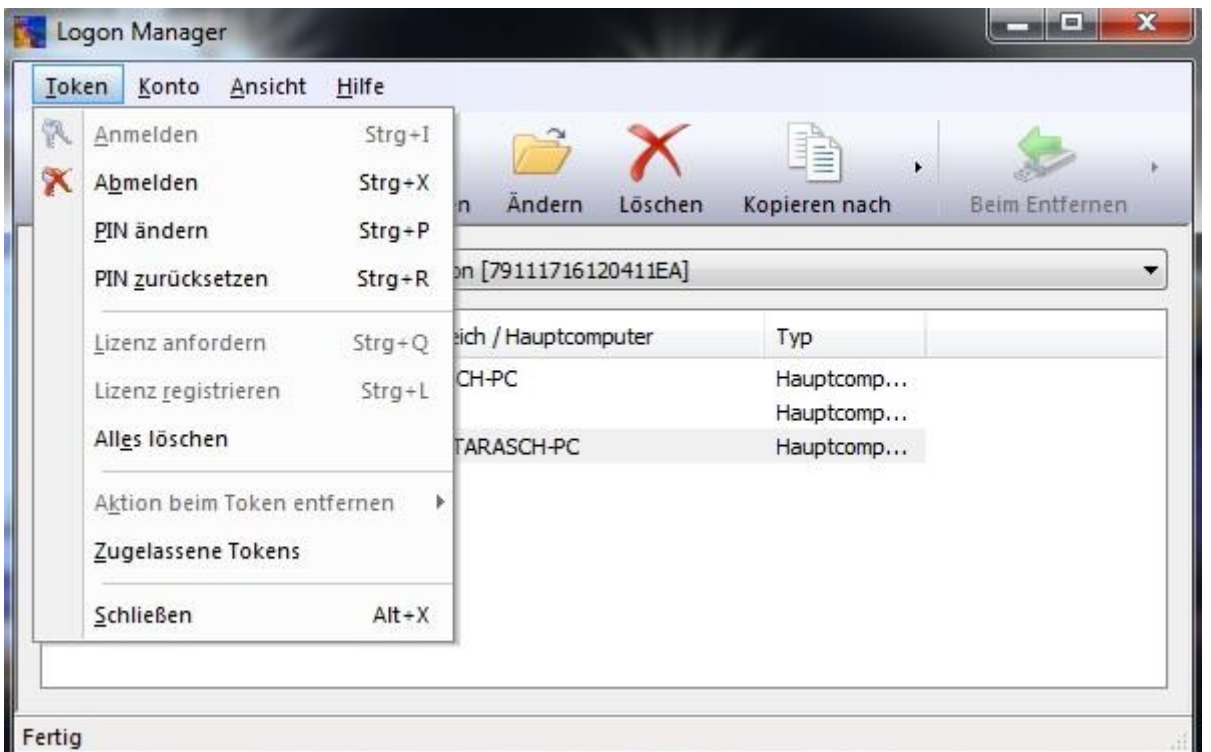 Logon Manager
Token Konto Ansicht Hilfe
Anmelden Strg+I
Abmelden Strg+X
PIN ändern Strg+P
PIN zurücksetzen Strg+R
Lizenz anfordern Strg+Q
Lizenz registrieren Strg+L
Alles löschen
Aktion beim Token entfernen
Zugelassene Tokens
Schließen Alt+X
Ändern Löschen Kopieren nach Beim Entfernen
[79111716120411EA]
/ Hauptcomputer Typ
CH-PC Hauptcomp...
Hauptcomp...
TARASCH-PC Hauptcomp...
Fertig